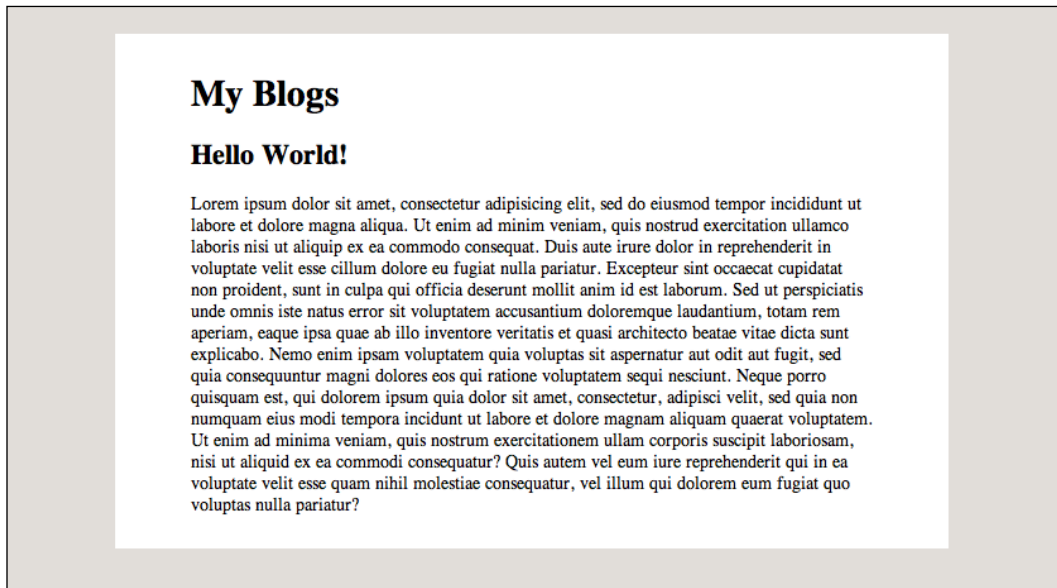 My Blogs
Hello World!
Lorem ipsum dolor sit amet, consectetur adipisicing elit, sed do eiusmod tempor incididunt ut
labore et dolore magna aliqua. Ut enim ad minim veniam, quis nostrud exercitation ullamco
laboris nisi ut aliquip ex ea commodo consequat. Duis aute irure dolor in reprehenderit in
voluptate velit esse cillum dolore eu fugiat nulla pariatur. Excepteur sint occaecat cupidatat
non proident, sunt in culpa qui officia deserunt mollit anim id est laborum. Sed ut perspiciatis
unde omnis iste natus error sit voluptatem accusantium doloremque laudantium, totam rem
aperiam, eaque ipsa quae ab illo inventore veritatis et quasi architecto beatae vitae dicta sunt
explicabo. Nemo enim ipsam voluptatem quia voluptas sit aspernatur aut odit aut fugit, sed
quia consequuntur magni dolores eos qui ratione voluptatem sequi nesciunt. Neque porro
quisquam est, qui dolorem ipsum quia dolor sit amet, consectetur, adipisci velit, sed quia non
numquam eius modi tempora incidunt ut labore et dolore magnam aliquam quaerat voluptatem.
Ut enim ad minima veniam, quis nostrum exercitationem ullam corporis suscipit laboriosam,
nisi ut aliquid ex ea commodi consequatur? Quis autem vel eum iure reprehenderit qui in ea
voluptate velit esse quam nihil molestiae consequatur, vel illum qui dolorem eum fugiat quo
voluptas nulla pariatur?